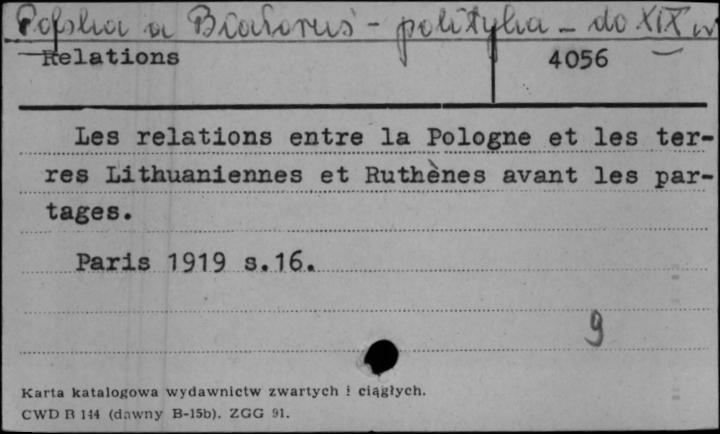 Polska a Białoruś - polityka - do XIX w
Relations 4056
Les relations entre la Pologne et les ter-
res Lithuaniennes et Ruthènes avant les par-
tages.
Paris 1919 s.16.
9
Karta katalogowa wydawnictw zwartych i ciągłych.
CWD B 144 (dawny B-15b). ZGG 91.